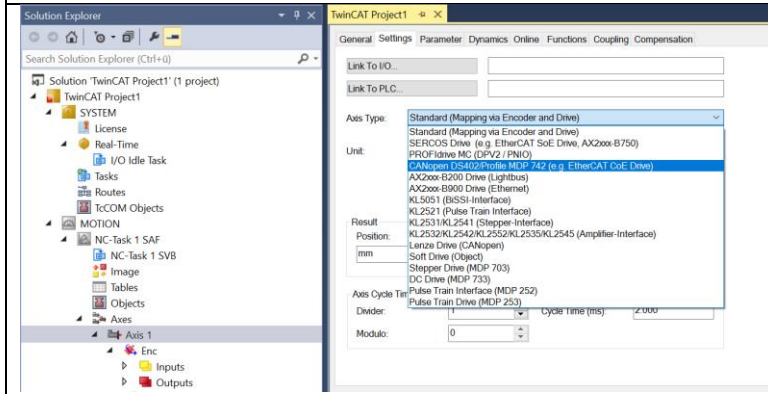 Solution Explorer
Search Solution Explorer (Ctrl+ü)
Solution 'TwinCAT Project1' (1 project)
TwinCAT Project1
SYSTEM
License
Real-Time
I/O Idle Task
Tasks
Routes
TcCOM Objects
MOTION
NC-Task 1 SAF
NC-Task 1 SVB
Image
Tables
Objects
Axes
Axis 1
Enc
Inputs
Outputs
TwinCAT Project1
General Settings Parameter Dynamics Online Functions Coupling Compensation
Link To I/O...
Link To PLC...
Axis Type: Standard (Mapping via Encoder and Drive)
Standard (Mapping via Encoder and Drive)
SERCOS Drive (e.g. EtherCAT SoE Drive, AX2xxx-B750)
Unit: PROFIdrive MC (DPV2 / PNIO)
CANopen DS402/Profile MDP 742 (e.g. EtherCAT CoE Drive)
AX2xxx-B200 Drive (Lightbus)
AX2xxx-B900 Drive (Ethernet)
KL5051 (BiSSI-Interface)
KL2521 (Pulse Train Interface)
Result KL2531/KL2541 (Stepper-Interface)
Position: KL2532/KL2542/KL2552/KL2535/KL2545 (Amplifier-Interface)
Lenze Drive (CANopen)
mm Soft Drive (Object)
Stepper Drive (MDP 703)
DC Drive (MDP 733)
Axis Cycle Tim Pulse Train Interface (MDP 252)
Pulse Train Drive (MDP 253)
Divider: 1 Cycle Time (ms): 2.000
Modulo: 0